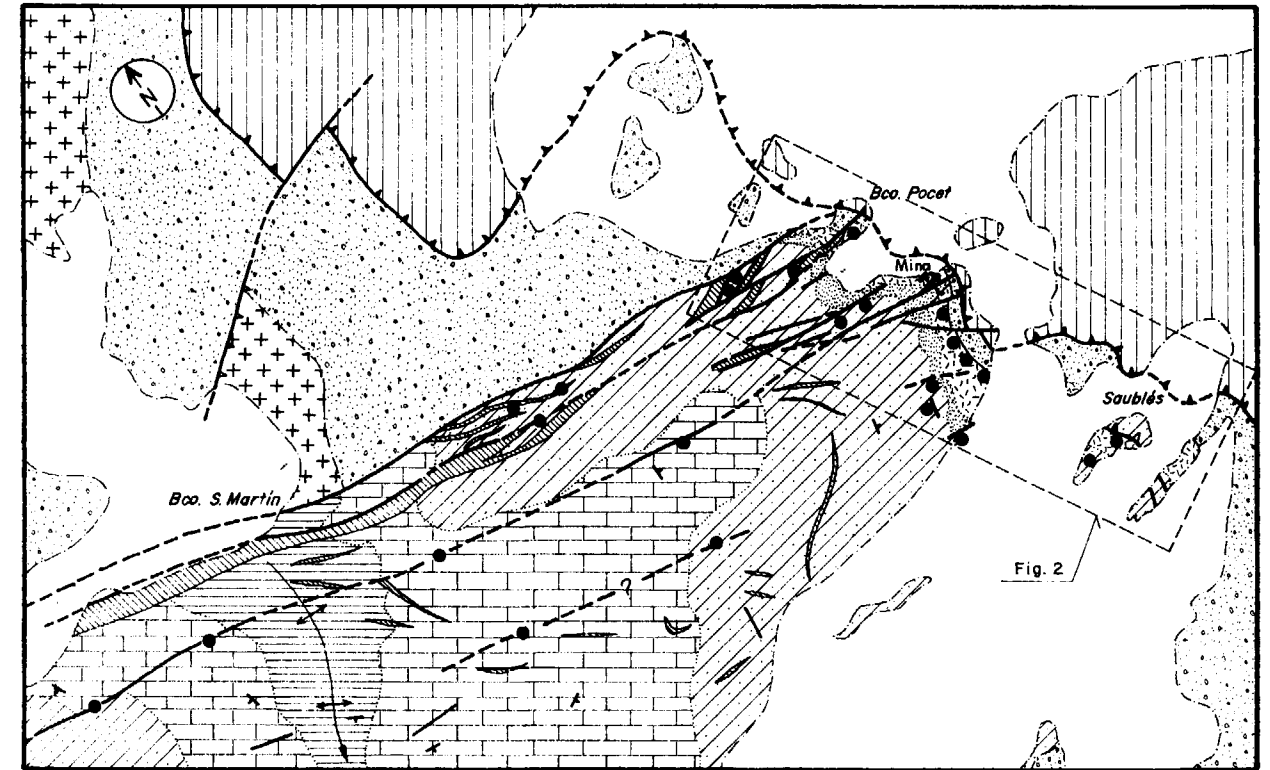 N
Bco. Pocet
Mina
Saublés
Bco. S. Martín
Fig. 2
?